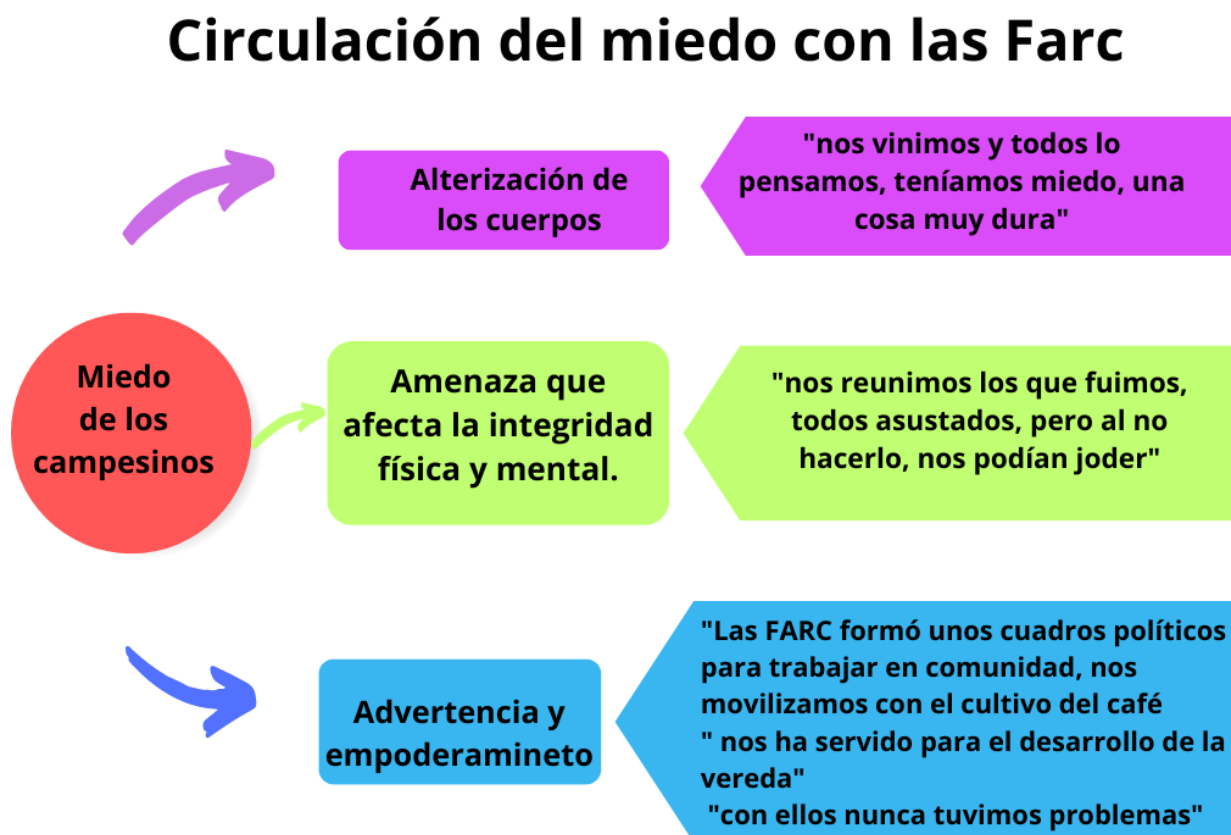 Circulación del miedo con las Farc
Alterización de
los cuerpos
"nos vinimos y todos lo
pensamos, teníamos miedo, una
cosa muy dura"
Miedo
de los
campesinos
Amenaza que
afecta la integridad
física y mental.
"nos reunimos los que fuimos,
todos asustados, pero al no
hacerlo, nos podían joder"
Advertencia y
empoderamineto
"Las FARC formó unos cuadros políticos
para trabajar en comunidad, nos
movilizamos con el cultivo del café
" nos ha servido para el desarrollo de la
vereda"
"con ellos nunca tuvimos problemas"